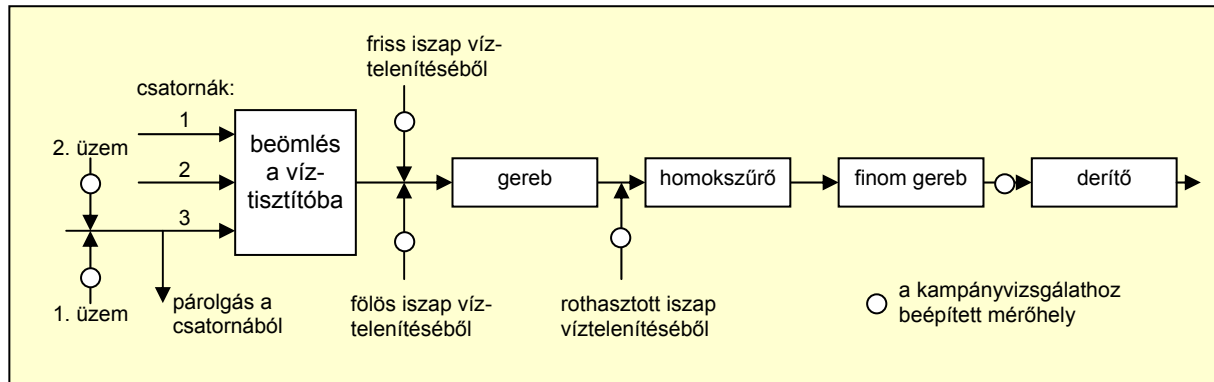 friss iszap víz-
telenítéséből
csatornák:
1
2. üzem
2
3
1. üzem
párolgás a
csatornából
beömlés
a víz-
tisztítóba
fölös iszap víz-
telenítéséből
gereb
homokszűrő
finom gereb
derítő
rothasztott iszap
víztelenítéséből
a kampányvizsgálathoz
beépített mérőhely